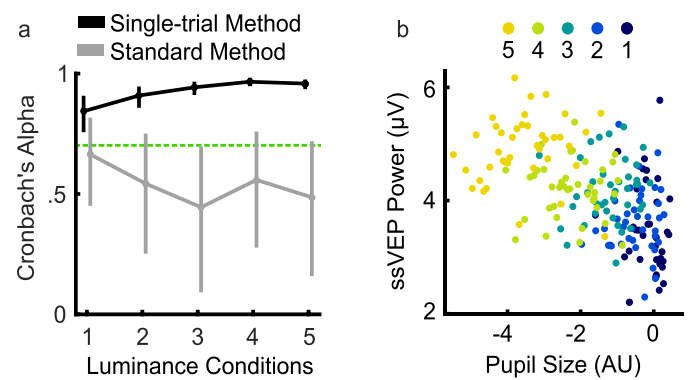 a
Single-trial Method
Standard Method
Cronbach's Alpha
1
.5
0
1 2 3 4 5
Luminance Conditions
b
5 4 3 2 1
ssVEP Power (µV)
6
4
2
-4 -2 0
Pupil Size (AU)